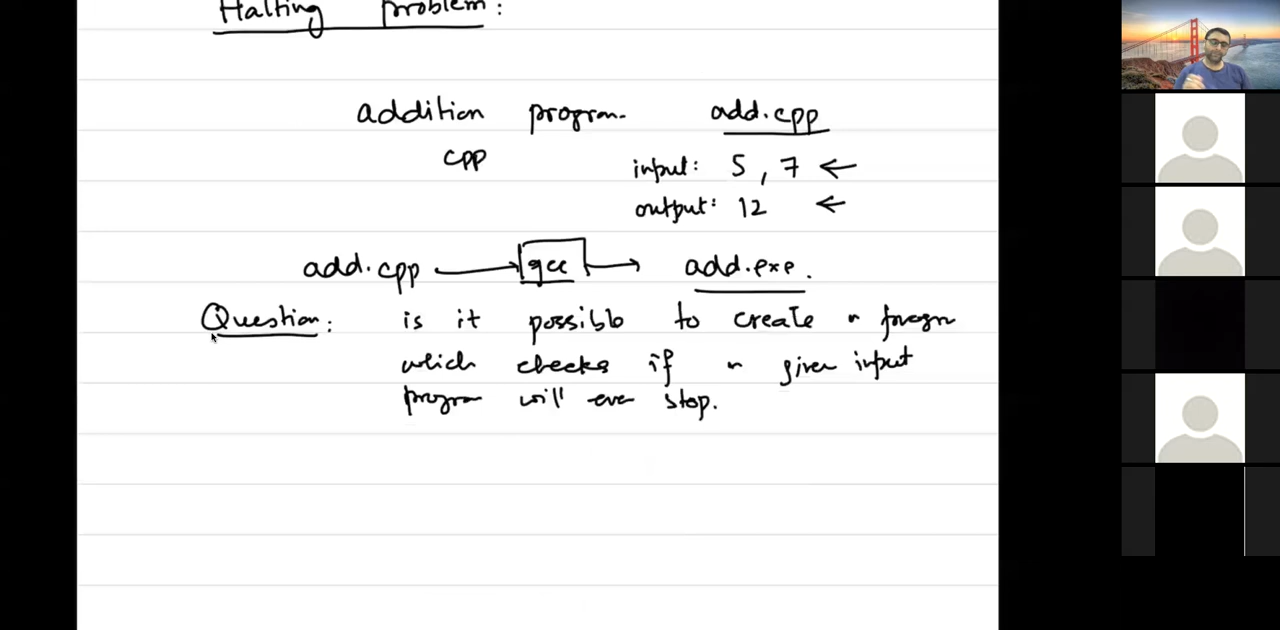 Halting problem:
addition program. add.cpp
cpp
input: 5, 7 ←
output: 12 ←
add.cpp → gcc → add.exe.
Question: is it possible to create a
which checks if a given input
program will ever stop.